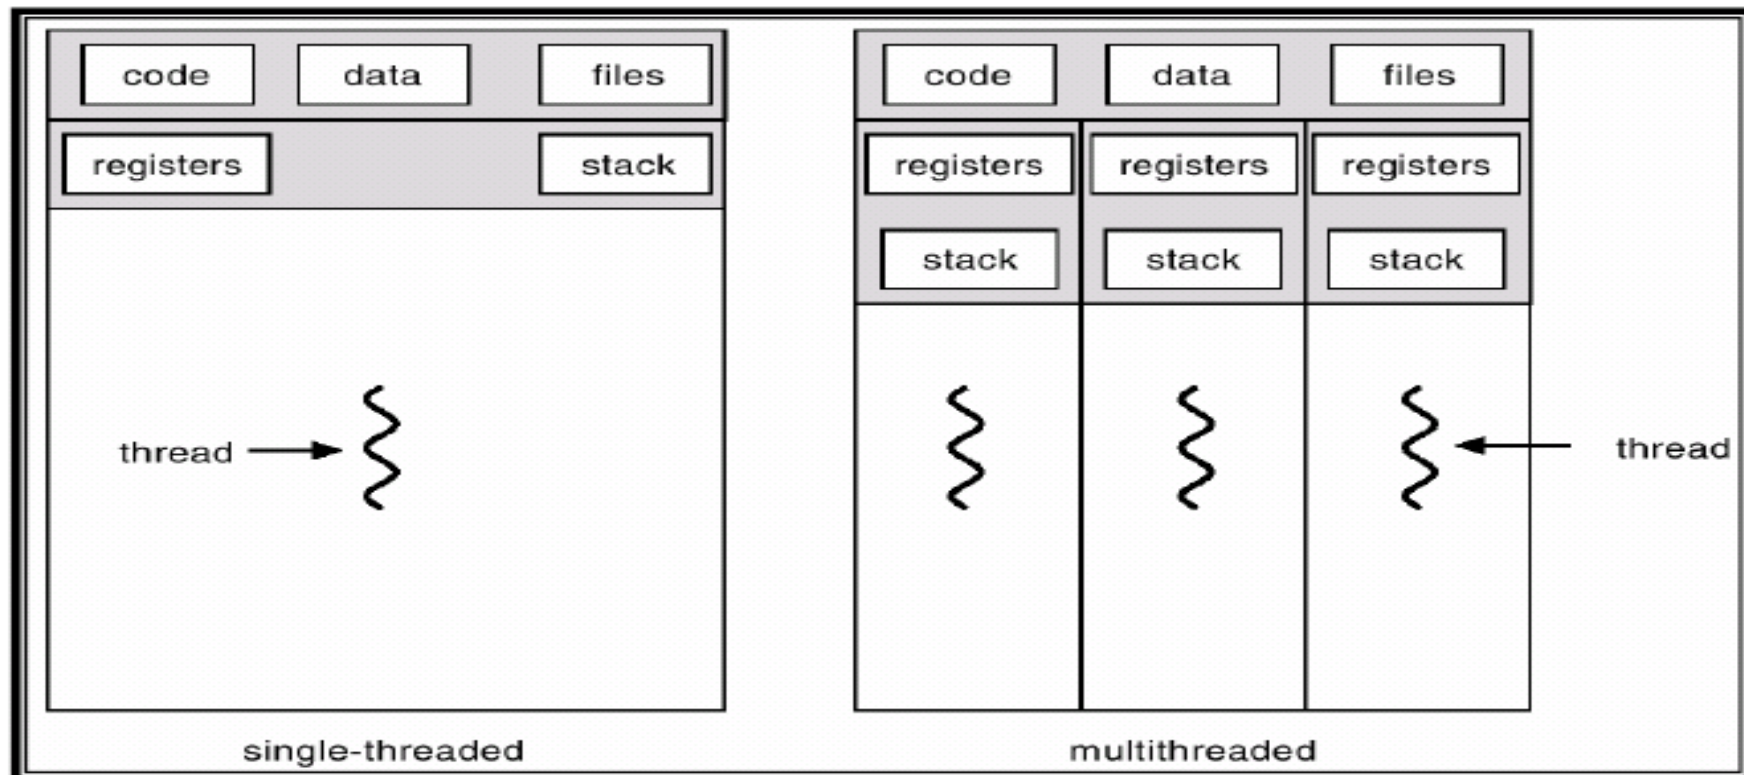 code data files
registers stack
thread
single-threaded
code data files
registers registers registers
stack stack stack
thread
multithreaded